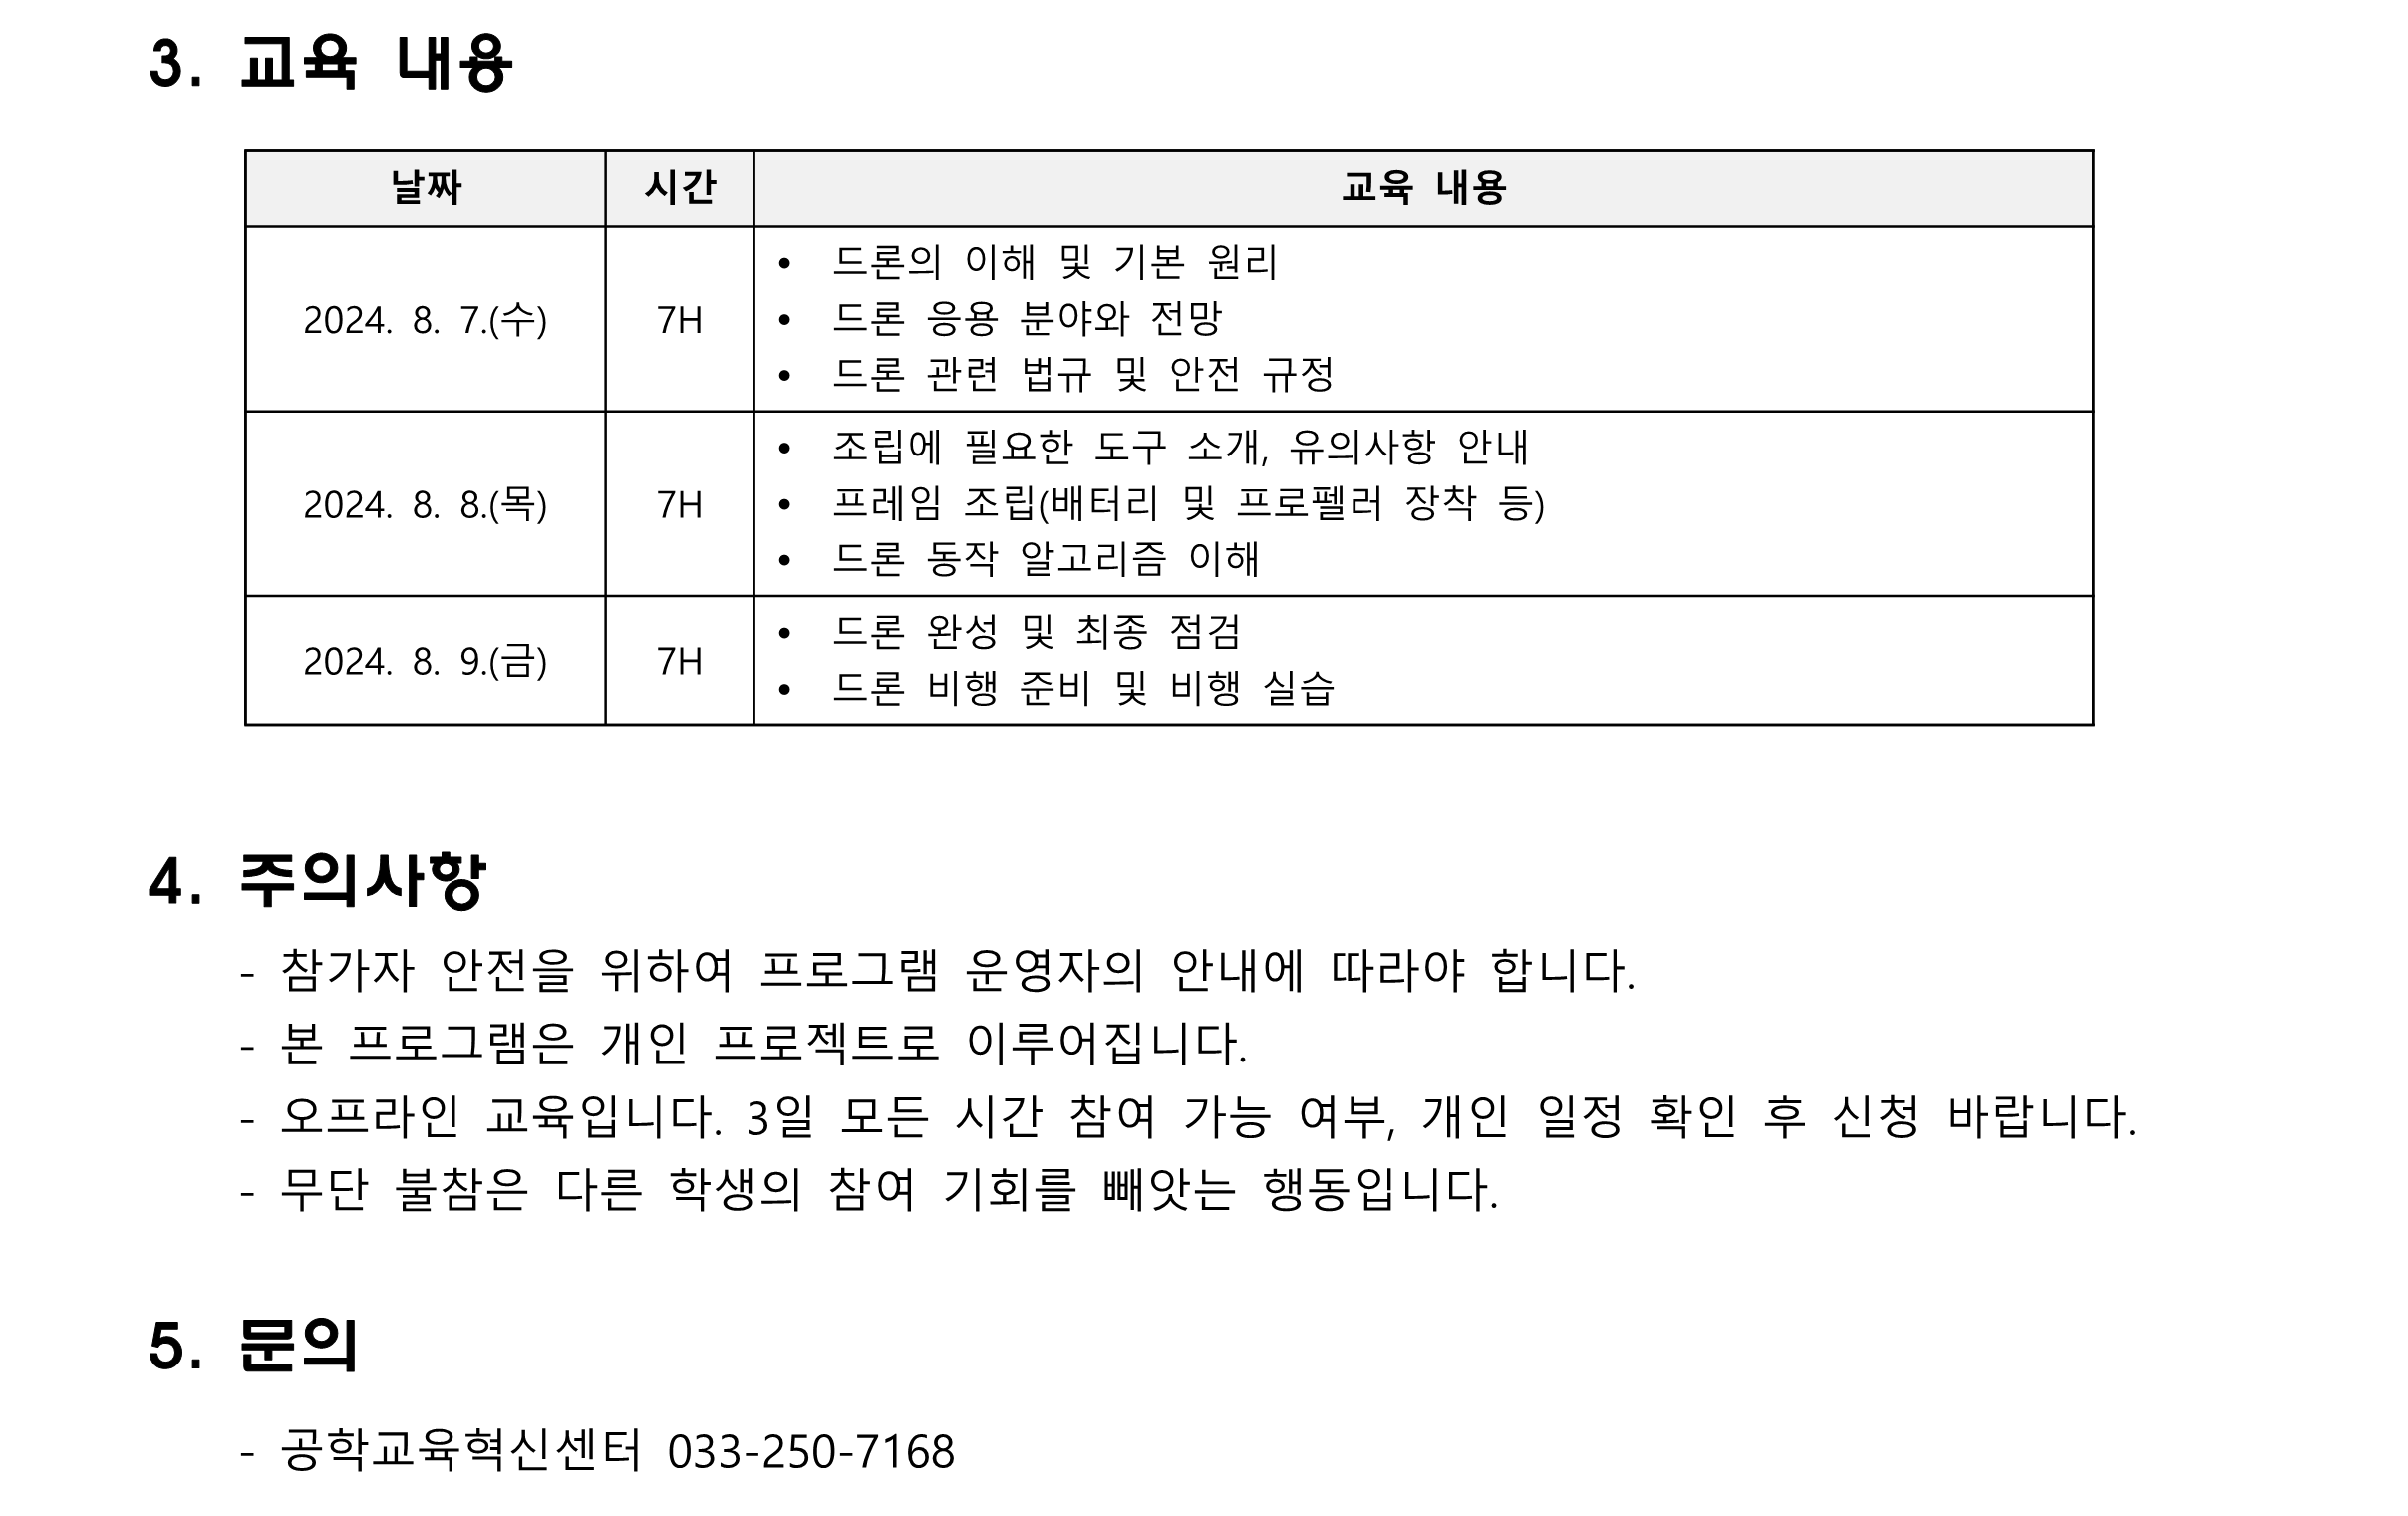 3. 교육 내용
날짜 시간 교육 내용
2024. 8. 7.(수) 7H
• 드론의 이해 및 기본 원리
• 드론 응용 분야와 전망
• 드론 관련 법규 및 안전 규정
2024. 8. 8.(목) 7H
• 조립에 필요한 도구 소개, 유의사항 안내
• 프레임 조립(배터리 및 프로펠러 장착 등)
• 드론 동작 알고리즘 이해
2024. 8. 9.(금) 7H
• 드론 완성 및 최종 점검
• 드론 비행 준비 및 비행 실습
4. 주의사항
- 참가자 안전을 위하여 프로그램 운영자의 안내에 따라야 합니다.
- 본 프로그램은 개인 프로젝트로 이루어집니다.
- 오프라인 교육입니다. 3일 모든 시간 참여 가능 여부, 개인 일정 확인 후 신청 바랍니다.
- 무단 불참은 다른 학생의 참여 기회를 빼앗는 행동입니다.
5. 문의
- 공학교육혁신센터 033-250-7168